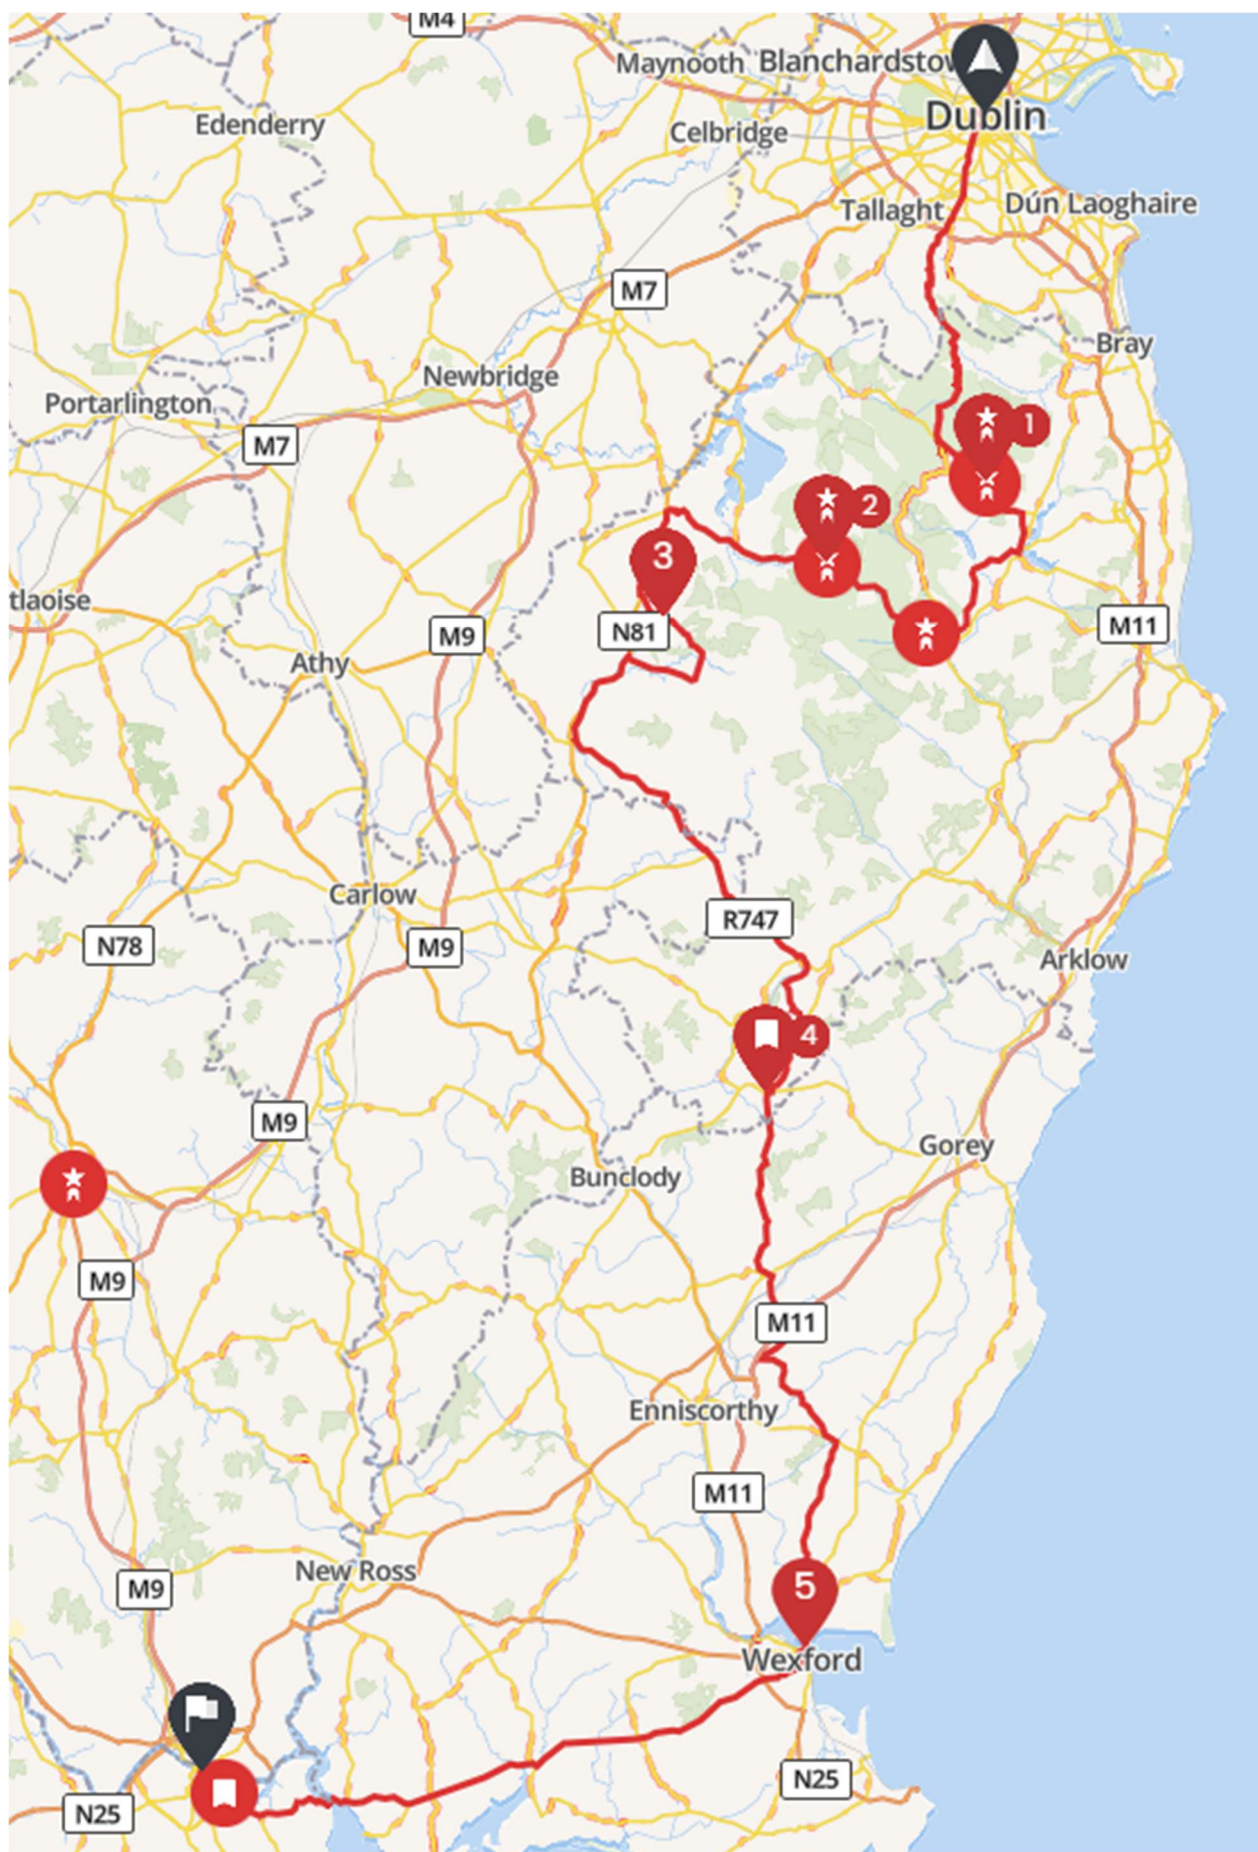 M4
Maynooth
Blanchardstow
Edenderry
Dublin
Celbridge
Tallaght
Dún Laoghaire
M7
Bray
Newbridge
Portarlington
1
M7
2
3
tlaoise
N81
M9
M11
Athy
Carlow
R747
N78
M9
Arklow
4
M9
Gorey
Bunclody
M9
M11
Enniscorthy
M11
New Ross
M9
5
Wexford
N25
N25